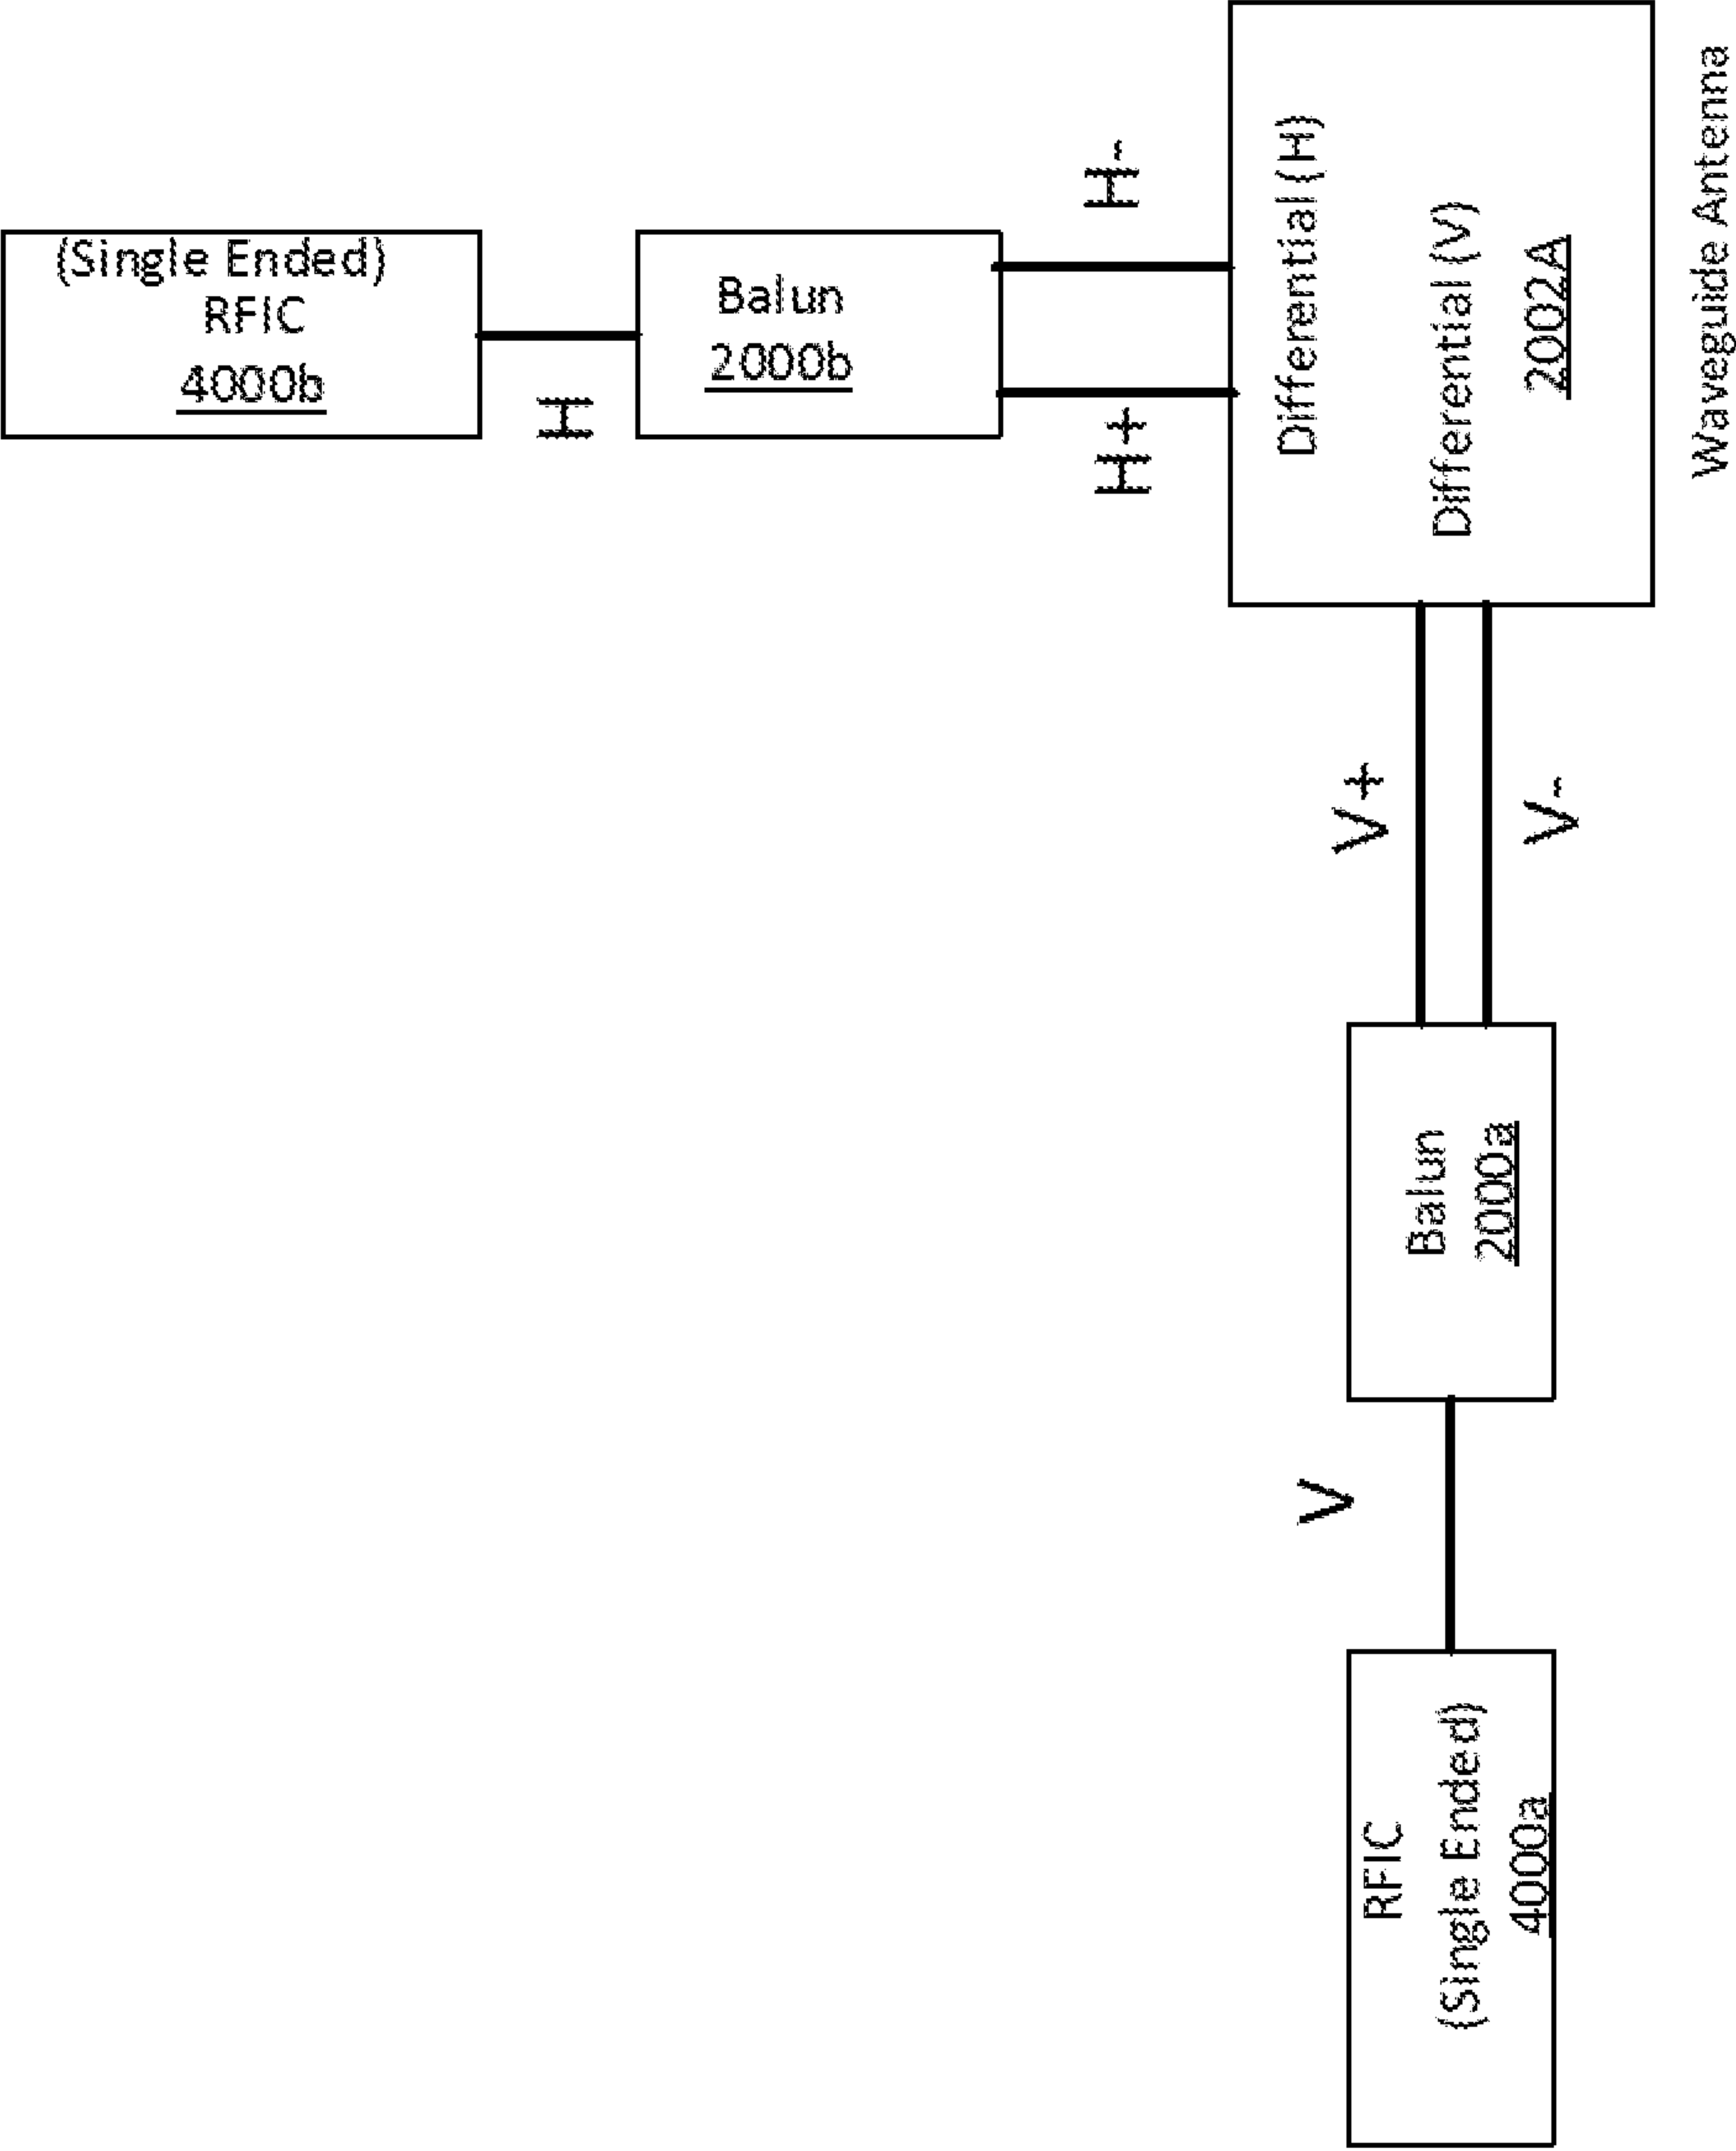 (Single Ended)
RFIC
4000b
H
Balun
2000b
H-
H+
Differential (H)
Differential (V)
2002A
Waveguide Antenna
V+
V-
Balun
2000a
V
RFIC
(Single Ended)
4000a